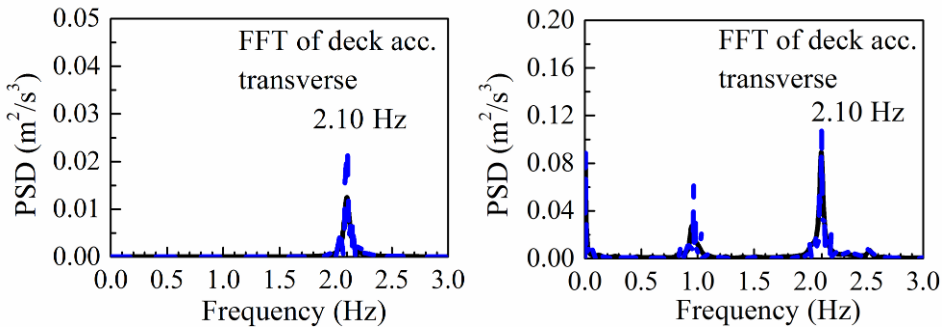 0.05
0.04
0.03
0.02
0.01
0.00
PSD (m²/s³)
FFT of deck acc.
transverse
2.10 Hz
0.0 0.5 1.0 1.5 2.0 2.5 3.0
Frequency (Hz)
0.20
0.16
0.12
0.08
0.04
0.00
PSD (m²/s³)
FFT of deck acc.
transverse
2.10 Hz
0.0 0.5 1.0 1.5 2.0 2.5 3.0
Frequency (Hz)